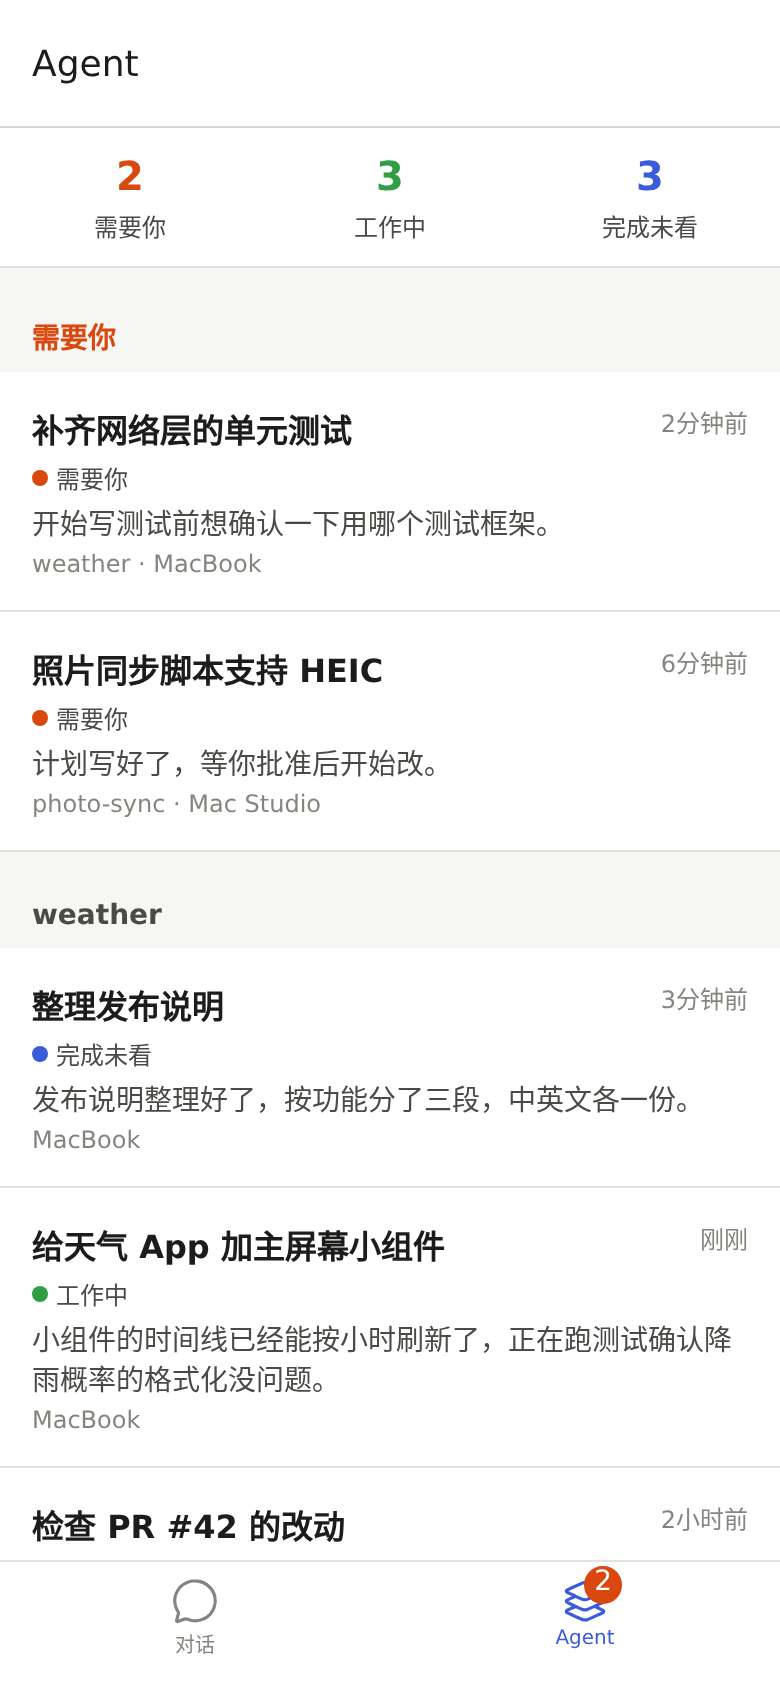 Agent
2
需要你
3
工作中
3
完成未看
需要你
补齐网络层的单元测试
2分钟前
需要你
开始写测试前想确认一下用哪个测试框架。
weather · MacBook
照片同步脚本支持 HEIC
6分钟前
需要你
计划写好了，等你批准后开始改。
photo-sync · Mac Studio
weather
整理发布说明
3分钟前
完成未看
发布说明整理好了，按功能分了三段，中英文各一份。
MacBook
给天气 App 加主屏幕小组件
刚刚
工作中
小组件的时间线已经能按小时刷新了，正在跑测试确认降
雨概率的格式化没问题。
MacBook
检查 PR #42 的改动
2小时前
对话
2
Agent